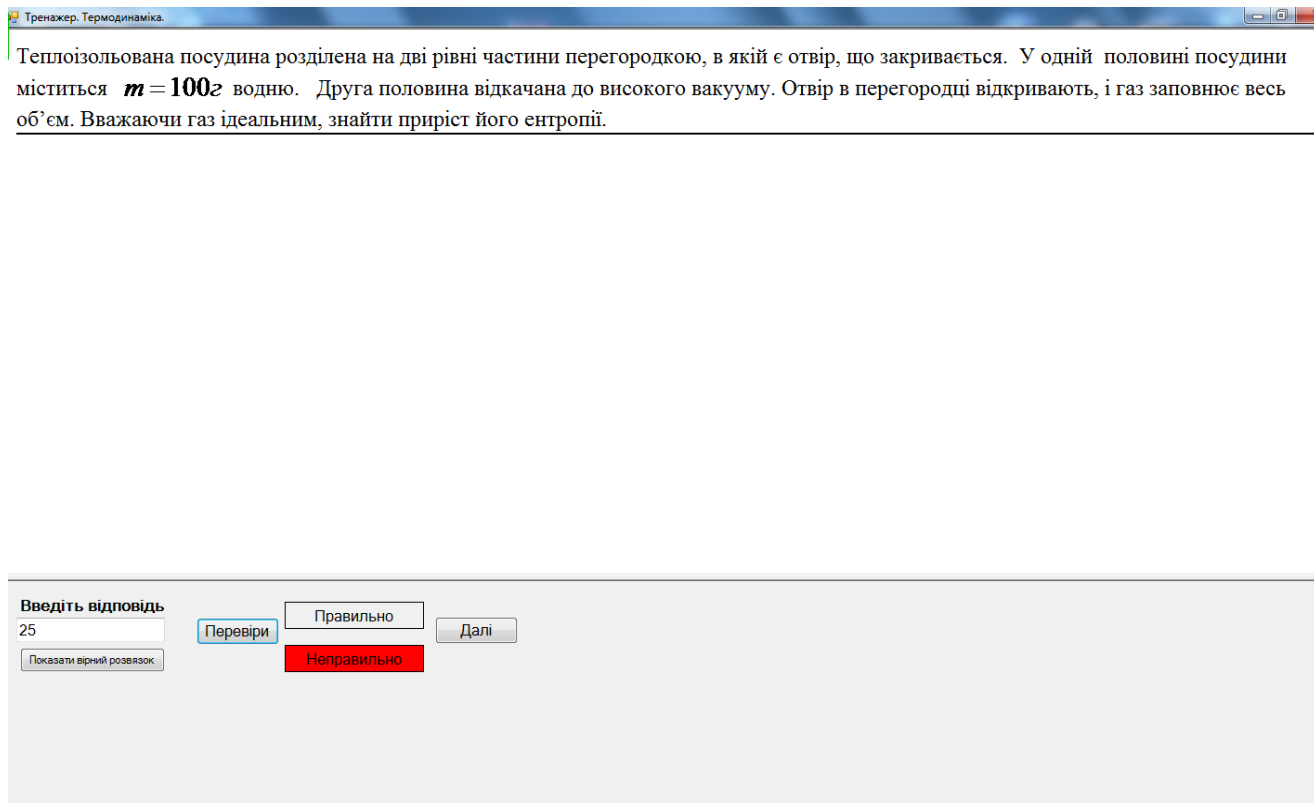 Тренажер. Термодинаміка.
Теплоізольована посудина розділена на дві рівні частини перегородкою, в якій є отвір, що закривається. У одній половині посудини
міститься m = 100г водню. Друга половина відкачана до високого вакууму. Отвір в перегородці відкривають, і газ заповнює весь
об’єм. Вважаючи газ ідеальним, знайти приріст його ентропії.
Введіть відповідь
25
Перевіри
Правильно
Далі
Показати вірний розвязок
Неправильно